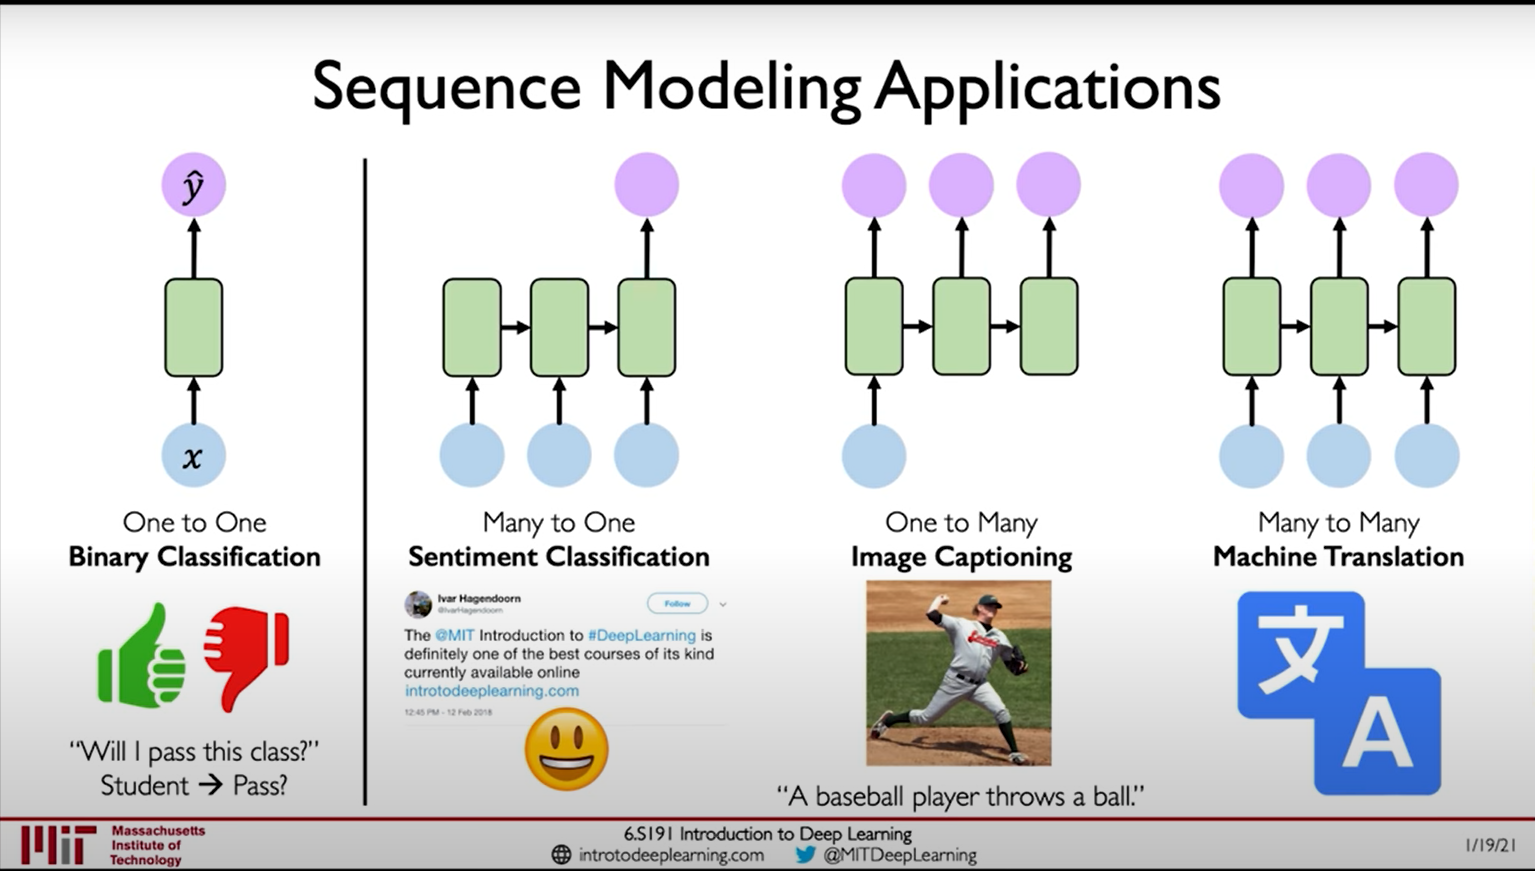 Sequence Modeling Applications
ŷ
x
One to One
Binary Classification
"Will I pass this class?"
Student → Pass?
Many to One
Sentiment Classification
Ivar Hagendoorn
@IvarHagendoorn
Follow
The @MIT Introduction to #DeepLearning is
definitely one of the best courses of its kind
currently available online
introtodeeplearning.com
12:45 PM - 12 Feb 2018
One to Many
Image Captioning
"A baseball player throws a ball."
Many to Many
Machine Translation
文
A
Massachusetts
Institute of
Technology
6.S191 Introduction to Deep Learning
introtodeeplearning.com @MITDeepLearning
1/19/21